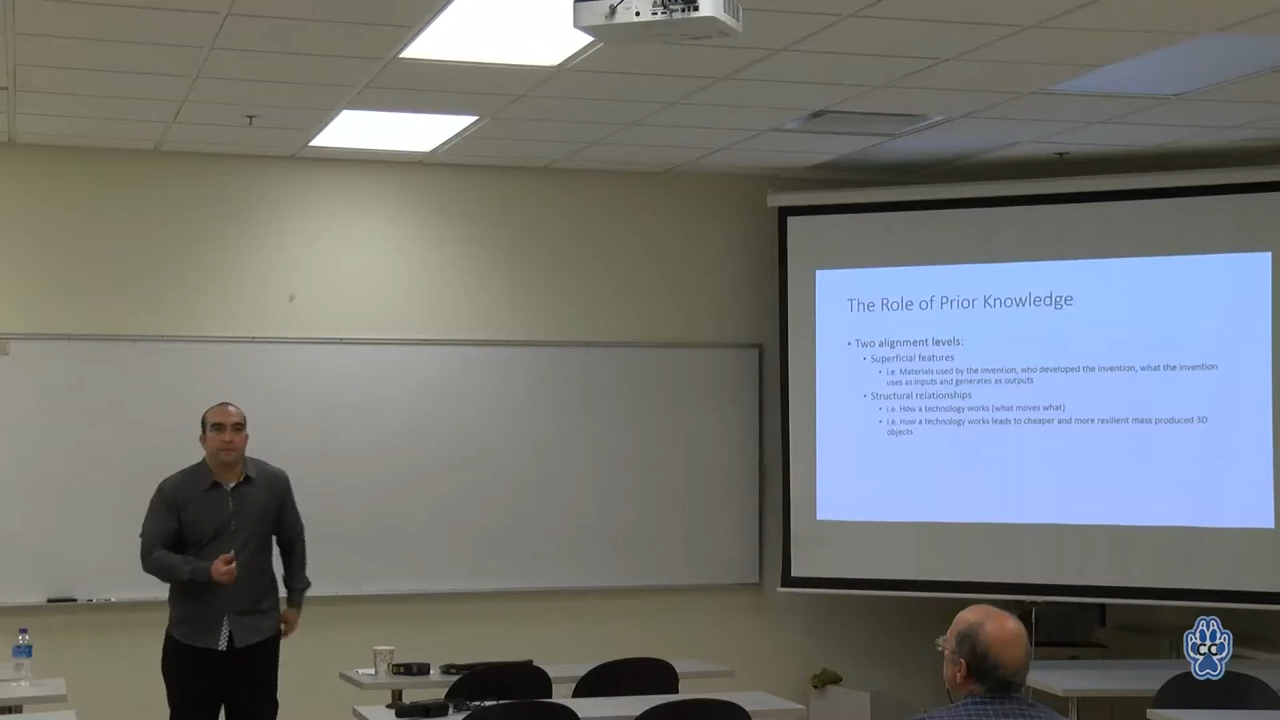 The Role of Prior Knowledge
• Two alignment levels:
• Superficial features
• i.e. Materials used by the invention, who developed the invention, what the invention
uses as inputs and generates as outputs
• Structural relationships
• i.e. How a technology works (what moves what)
• i.e. How a technology works leads to cheaper and more resilient mass produced 3D
objects
CC